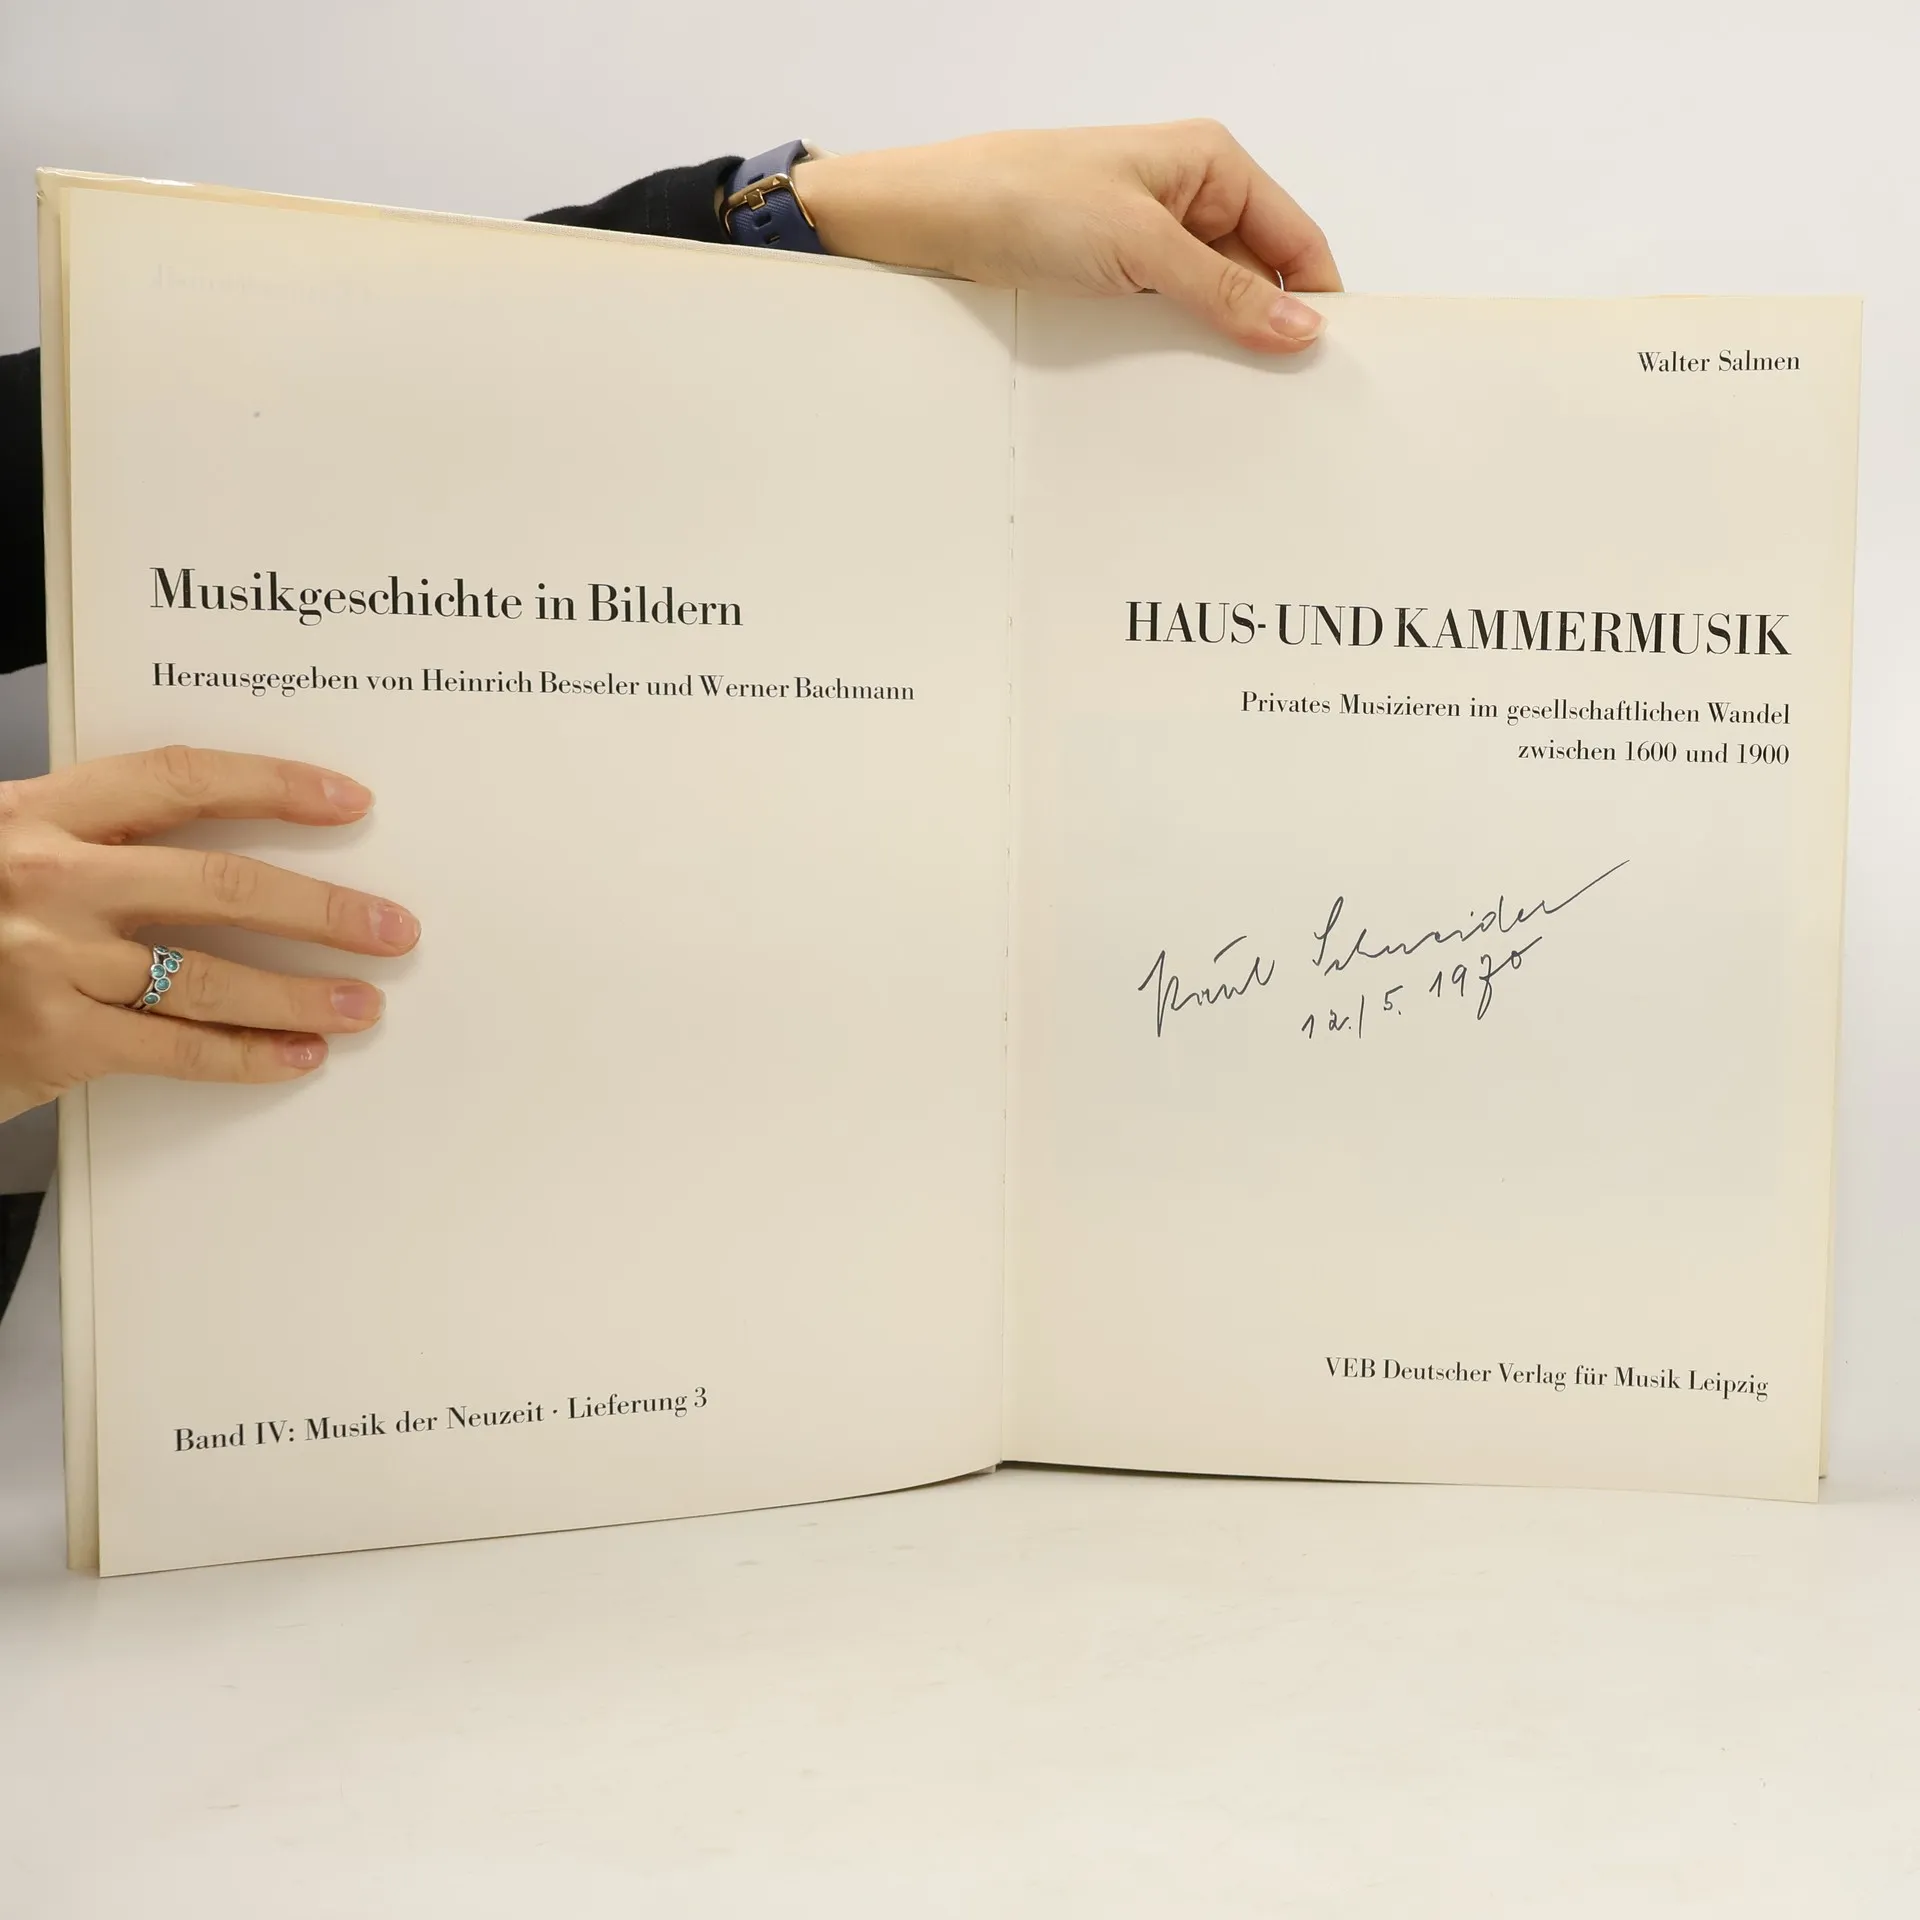 Musikgeschichte in Bildern
Herausgegeben von Heinrich Besseler und Werner Bachmann
Band IV: Musik der Neuzeit · Lieferung 3
Walter Salmen
HAUS- UND KAMMERMUSIK
Privates Musizieren im gesellschaftlichen Wandel
zwischen 1600 und 1900
Paul Schneider
12./5. 1970
VEB Deutscher Verlag für Musik Leipzig